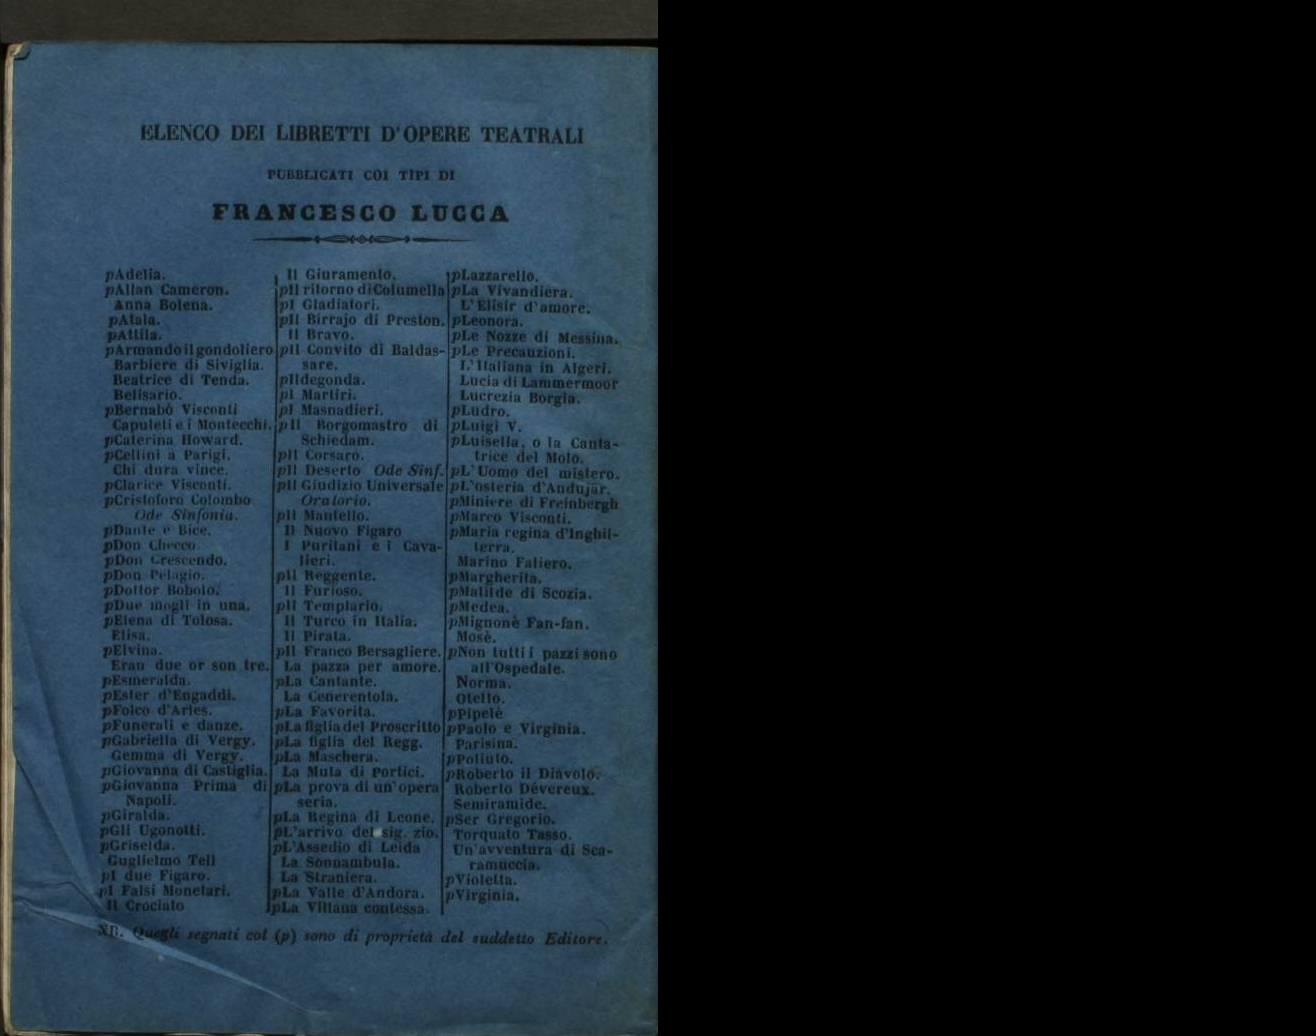 ELENCO DEI LIBRETTI D'OPERE TEATRALI
PUBBLICATI COI TIPI DI
FRANCESCO LUCCA
pAdelia.
pAllan Cameron.
Anna Bolena.
pAtala.
pAttila.
pArmando il gondoliero
Barbiere di Siviglia.
Beatrice di Tenda.
Belisario.
pBernabò Visconti
Capuleti e i Montecchi.
pCaterina Howard.
pCellini a Parigi.
Chi dura vince.
pClarice Visconti.
pCristoforo Colombo
Ode Sinfonia.
pDante e Bice.
pDon Checco.
pDon Crescendo.
pDon Pelagio.
pDottor Bobolo.
pDue mogli in una.
pElena di Tolosa.
Elisa.
pElvina.
Eran due or son tre.
pEsmeralda.
pEster d'Engaddi.
pFolco d'Arles.
pFunerali e danze.
pGabriella di Vergy.
Gemma di Vergy.
pGiovanna di Castiglia.
pGiovanna Prima di
Napoli.
pGiralda.
pGli Ugonotti.
pGriselda.
Guglielmo Tell
pI due Figaro.
pI Falsi Monetari.
Il Crociato
Il Giuramento.
pIl ritorno di Columella
pI Gladiatori.
pIl Birrajo di Preston.
Il Bravo.
pIl Convito di Baldas-
sare.
pIldegonda.
pI Martiri.
pI Masnadieri.
pIl Borgomastro di
Schiedam.
pIl Corsaro.
pIl Deserto Ode Sinf.
pIl Giudizio Universale
Oratorio.
pIl Mantello.
Il Nuovo Figaro
I Puritani e i Cava-
lieri.
pIl Reggente.
Il Furioso.
pIl Templario.
Il Turco in Italia.
Il Pirata.
pIl Franco Bersagliere.
La pazza per amore.
pLa Cantante.
La Cenerentola.
pLa Favorita.
pLa figlia del Proscritto
pLa figlia del Regg.
pLa Maschera.
La Muta di Portici.
pLa prova di un'opera
seria.
pLa Regina di Leone.
pL'arrivo del sig. zio.
pL'Assedio di Leida
La Sonnambula.
La Straniera.
pLa Valle d'Andora.
pLa Villana contessa.
pLazzarello.
pLa Vivandiera.
L'Elisir d'amore.
pLeonora.
pLe Nozze di Messina.
pLe Precauzioni.
L'Italiana in Algeri.
Lucia di Lammermoor
Lucrezia Borgia.
pLudro.
pLuigi V.
pLuisella, o la Canta-
trice del Molo.
pL'Uomo del mistero.
pL'osteria d'Andujar.
pMiniere di Freinbergh
pMarco Visconti.
pMaria regina d'Inghil-
terra.
Marino Faliero.
pMargherita.
pMatilde di Scozia.
pMedea.
pMignonè Fan-fan.
Mosè.
pNon tutti i pazzi sono
all'Ospedale.
Norma.
Otello.
pPipelè
pPaolo e Virginia.
Parisina.
pPoliuto.
pRoberto il Diavolo.
Roberto Dévereux.
Semiramide.
pSer Gregorio.
Torquato Tasso.
Un'avventura di Sca-
ramuccia.
pVioletta.
pVirginia.
NB. Quegli segnati col (p) sono di proprietà del suddetto Editore.